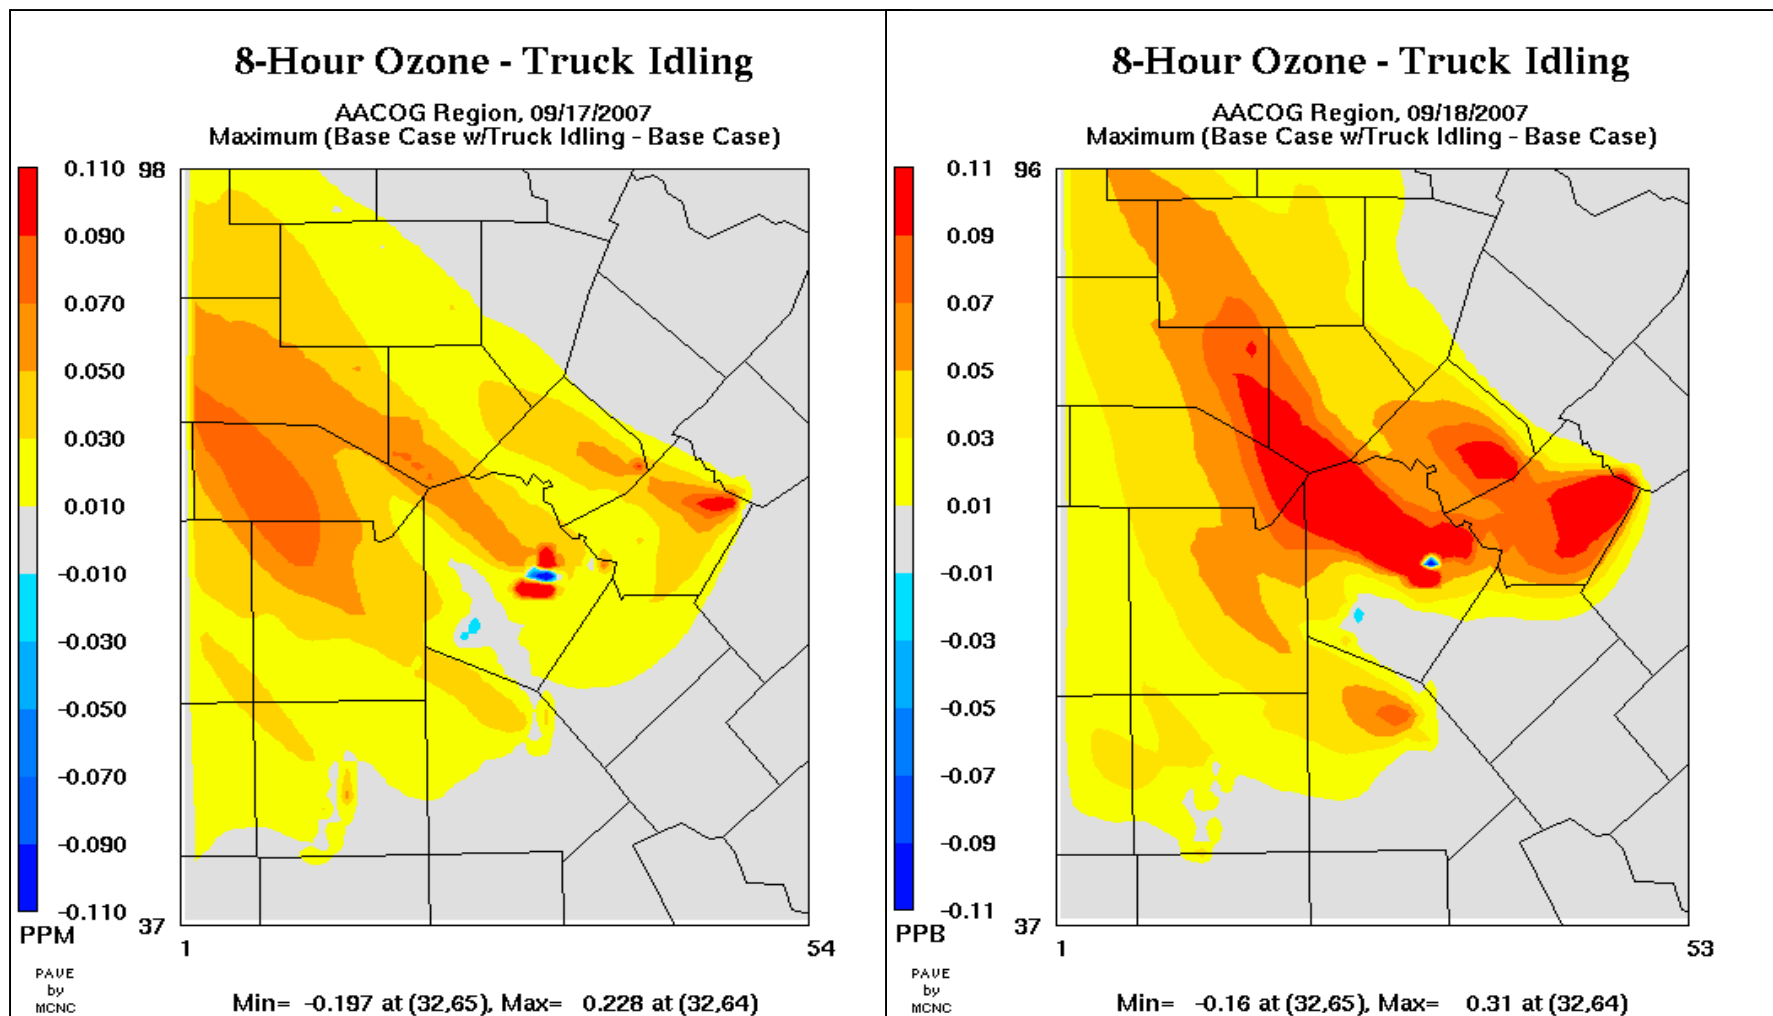 8-Hour Ozone - Truck Idling
AACOG Region, 09/17/2007
Maximum (Base Case w/Truck Idling - Base Case)
0.110
0.090
0.070
0.050
0.030
0.010
-0.010
-0.030
-0.050
-0.070
-0.090
-0.110
PPM
98
37
1
54
PAVE
by
MCNC
Min= -0.197 at (32,65), Max= 0.228 at (32,64)
8-Hour Ozone - Truck Idling
AACOG Region, 09/18/2007
Maximum (Base Case w/Truck Idling - Base Case)
0.11
0.09
0.07
0.05
0.03
0.01
-0.01
-0.03
-0.05
-0.07
-0.09
-0.11
PPB
96
37
1
53
PAVE
by
MCNC
Min= -0.16 at (32,65), Max= 0.31 at (32,64)